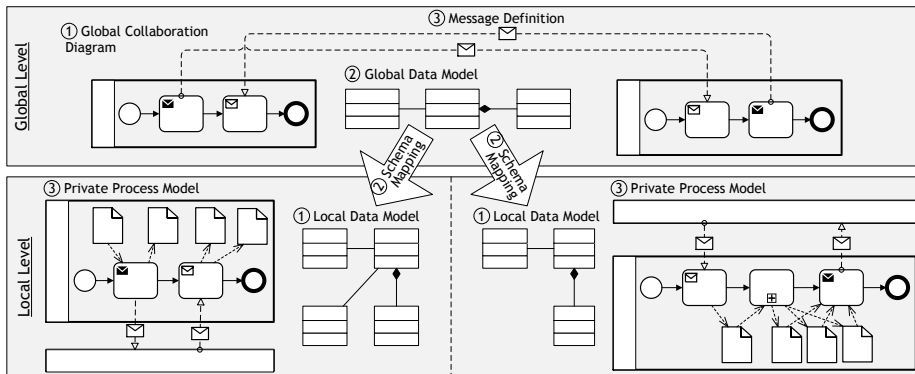 Global Level
③ Message Definition
① Global Collaboration
Diagram
② Global Data Model
② Schema
Mapping
② Schema
Mapping
Local Level
③ Private Process Model
① Local Data Model
① Local Data Model
③ Private Process Model